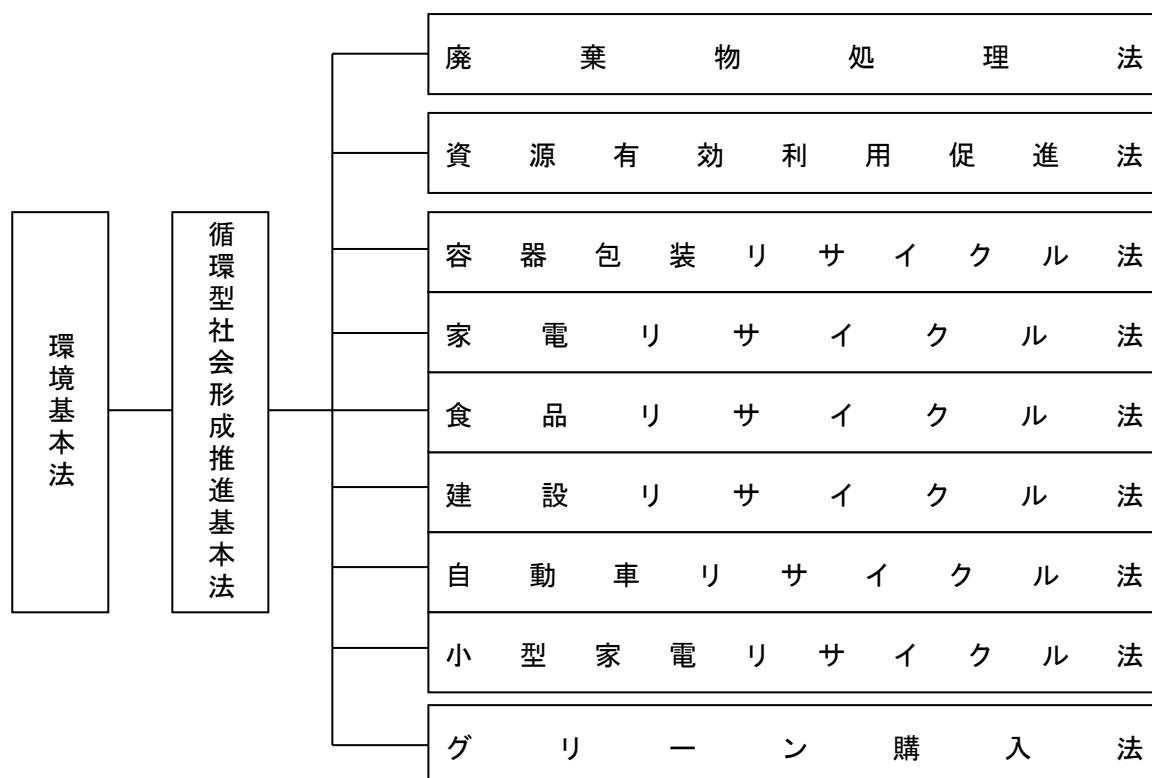 環境基本法
循環型社会形成推進基本法
廃棄物処理法
資源有効利用促進法
容器包装リサイクル法
家電リサイクル法
食品リサイクル法
建設リサイクル法
自動車リサイクル法
小型家電リサイクル法
グリーン購入法